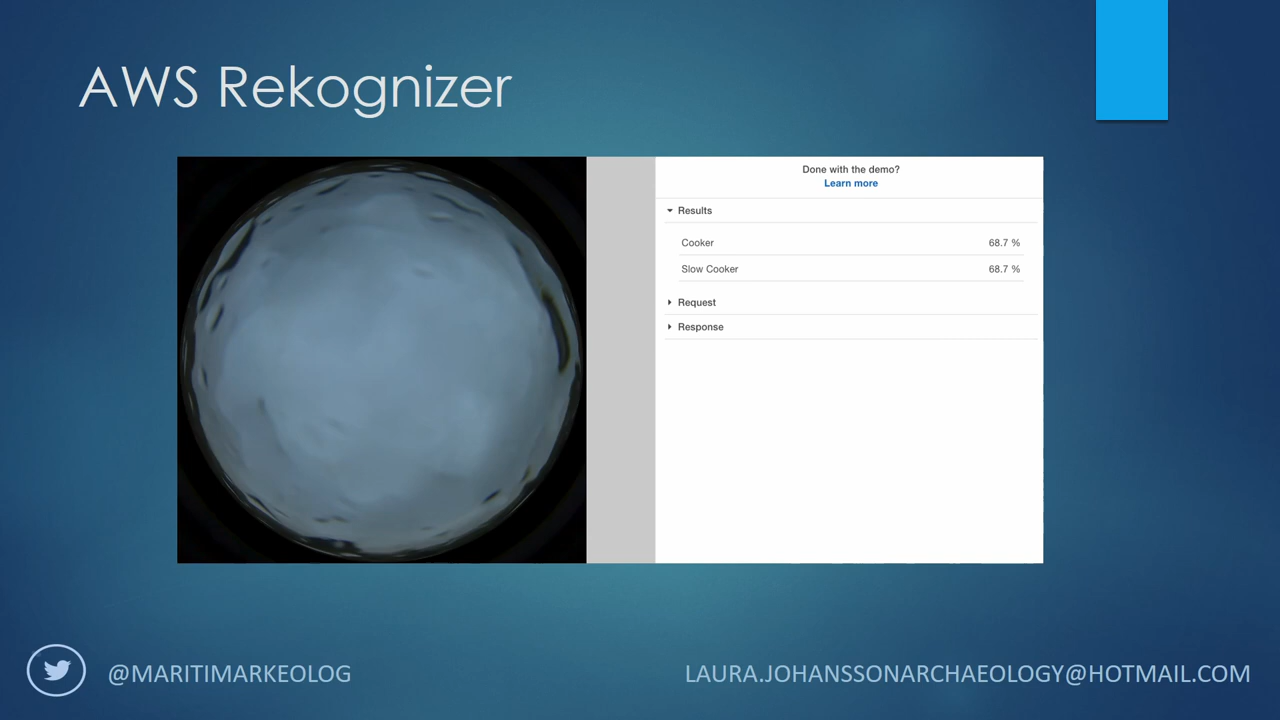 AWS Rekognizer
Done with the demo?
Learn more
Results
Cooker 68.7 %
Slow Cooker 68.7 %
Request
Response
@MARITIMARKEOLOG
LAURA.JOHANSSONARCHAEOLOGY@HOTMAIL.COM